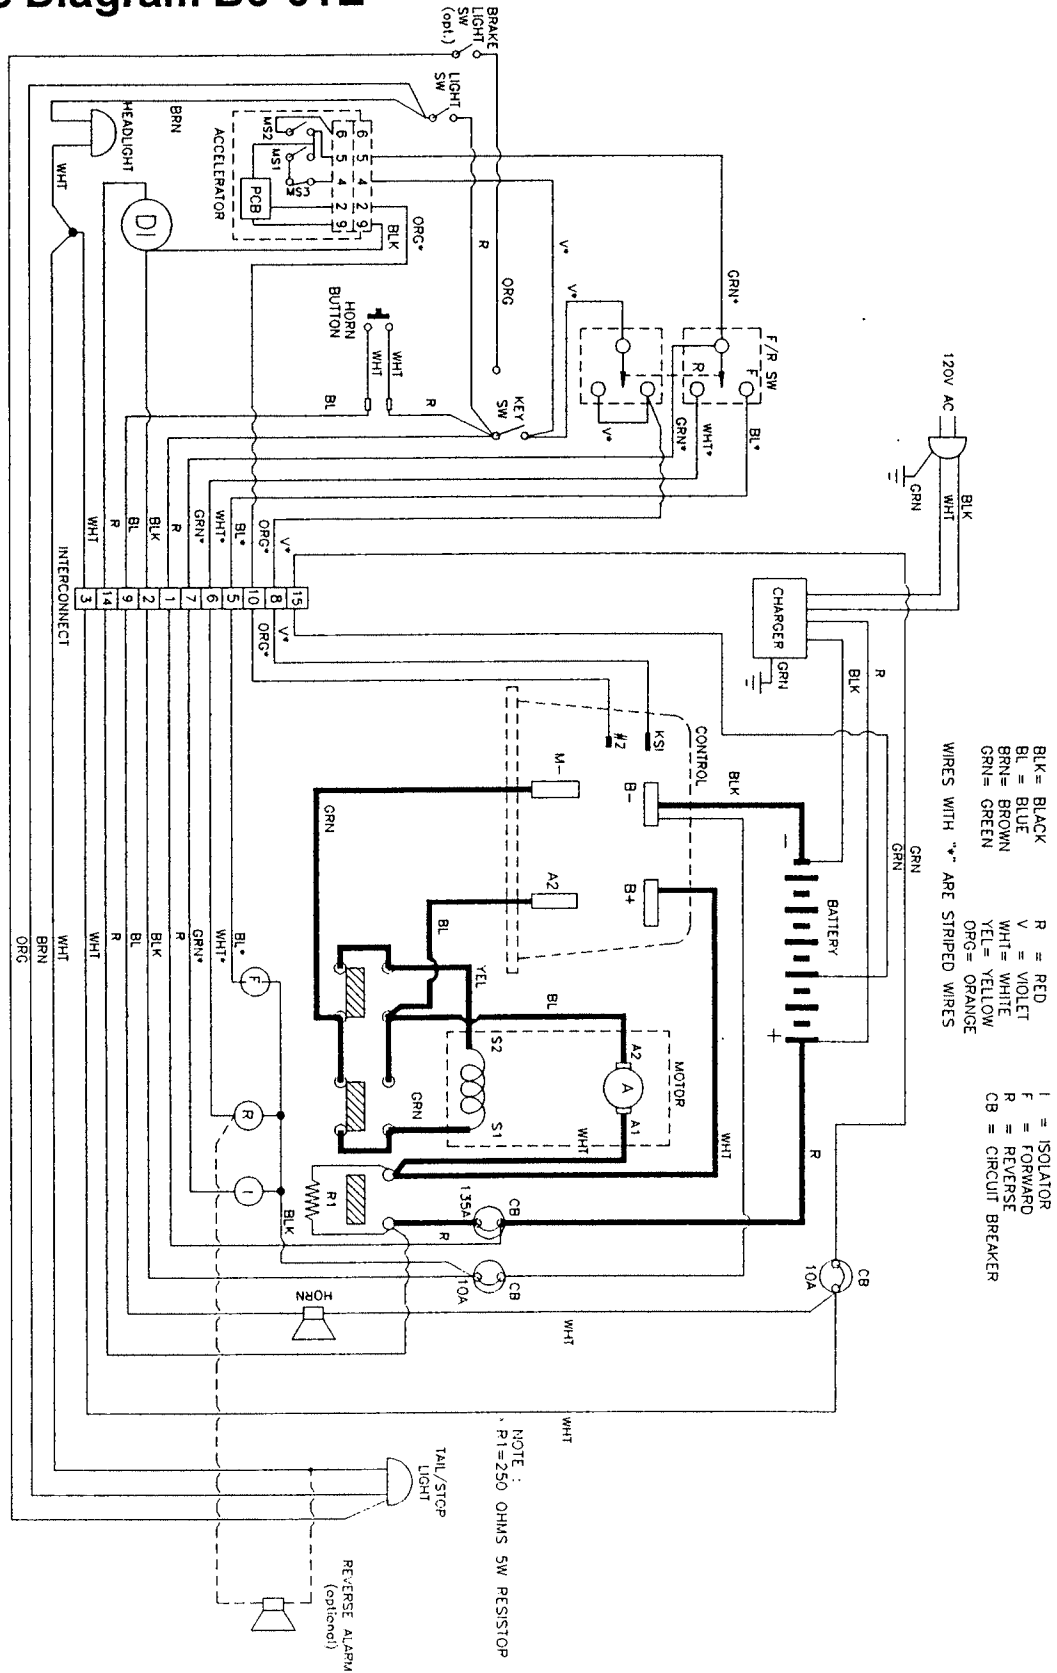 Diagram
BLK= BLACK
BL = BLUE
BRN= BROWN
GRN= GREEN
R = RED
V = VIOLET
WHT= WHITE
YEL= YELLOW
ORG= ORANGE
I = ISOLATOR
F = FORWARD
R = REVERSE
CB = CIRCUIT BREAKER
WIRES WITH "*" ARE STRIPED WIRES
BRAKE
LIGHT
SW
(opt.)
LIGHT
SW
HEADLIGHT
BRN
WHT
DI
MS2
MS1
MS3
PCB
ACCELERATOR
6
5
4
2
9
6
5
4
2
9
BLK
ORG*
R
ORG
V*
V*
GRN*
HORN
BUTTON
WHT
WHT
BL
R
KEY
SW
F/R SW
F
R
V*
GRN*
WHT*
BL*
120V AC
BLK
WHT
GRN
CHARGER
GRN
R
BLK
GRN
GRN
INTERCONNECT
WHT
R
BL
BLK
R
GRN*
WHT*
BL*
ORG*
V*
3
14
9
2
1
7
6
5
10
8
15
ORG*
V*
CONTROL
#2
KSI
M-
B-
A2
B+
BLK
GRN
BL
YEL
BL
-
BATTERY
+
MOTOR
S2
S1
A2
A
A1
GRN
WHT
WHT
R
R1
135A
CB
R
10A
CB
CB
10A
ORG
BRN
WHT
WHT
R
BL
BLK
R
GRN*
WHT*
BL*
F
R
I
BLK
HORN
WHT
WHT
NOTE :
R1=250 OHMS 5W RESISTOR
TAIL/STOP
LIGHT
REVERSE ALARM
(optional)